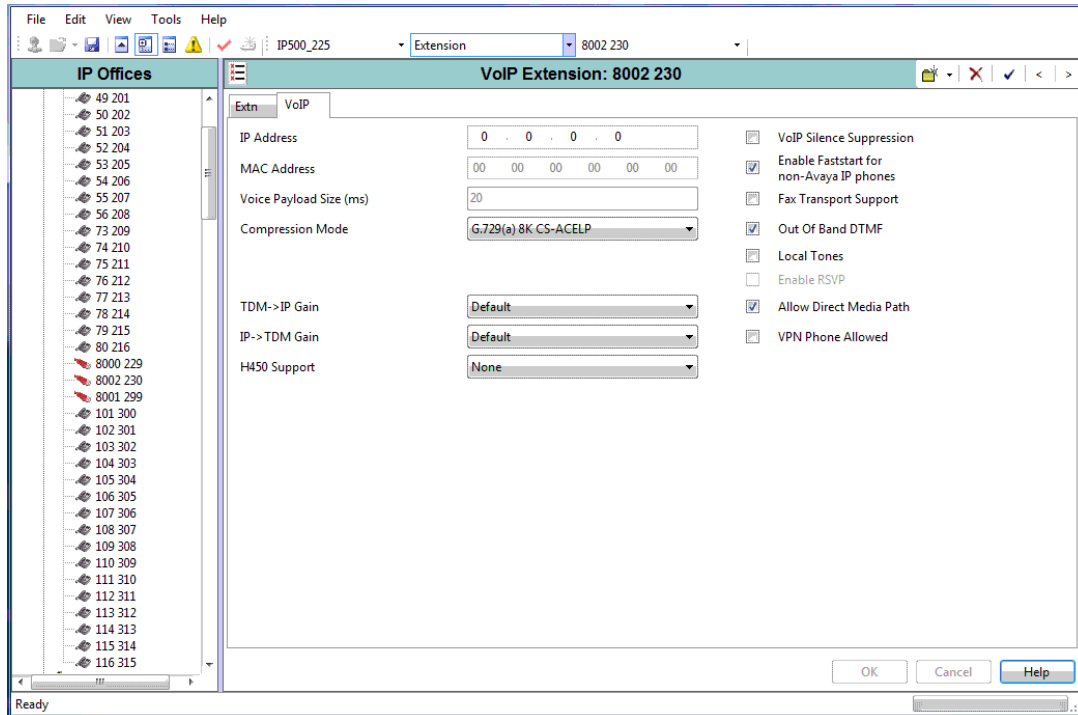 File Edit View Tools Help
IP500_225 Extension 8002 230
IP Offices
49 201
50 202
51 203
52 204
53 205
54 206
55 207
56 208
73 209
74 210
75 211
76 212
77 213
78 214
79 215
80 216
8000 229
8002 230
8001 299
101 300
102 301
103 302
104 303
105 304
106 305
107 306
108 307
109 308
110 309
111 310
112 311
113 312
114 313
115 314
116 315
VoIP Extension: 8002 230
Extn VoIP
IP Address 0 . 0 . 0 . 0
MAC Address 00 00 00 00 00 00
Voice Payload Size (ms) 20
Compression Mode G.729(a) 8K CS-ACELP
TDM->IP Gain Default
IP->TDM Gain Default
H450 Support None
VoIP Silence Suppression
Enable Faststart for
non-Avaya IP phones
Fax Transport Support
Out Of Band DTMF
Local Tones
Enable RSVP
Allow Direct Media Path
VPN Phone Allowed
OK Cancel Help
Ready